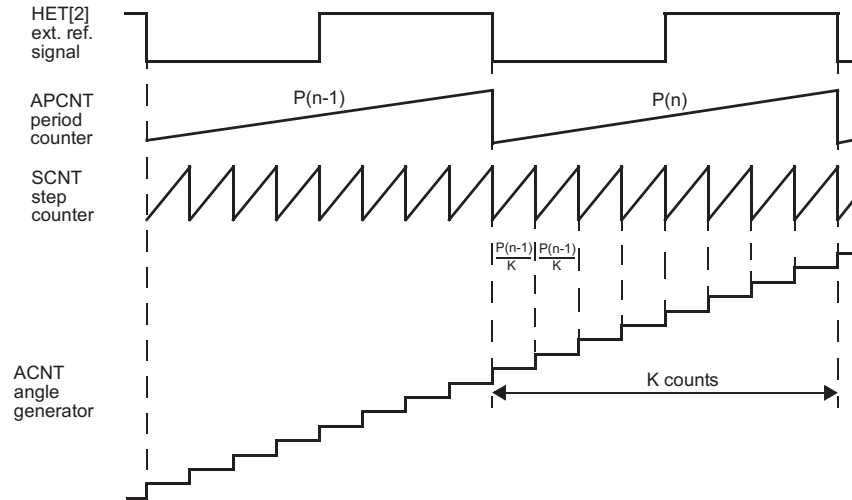 HET[2]
ext. ref.
signal
APCNT
period
counter
P(n-1)
P(n)
SCNT
step
counter
P(n-1)
K
P(n-1)
K
ACNT
angle
generator
K counts